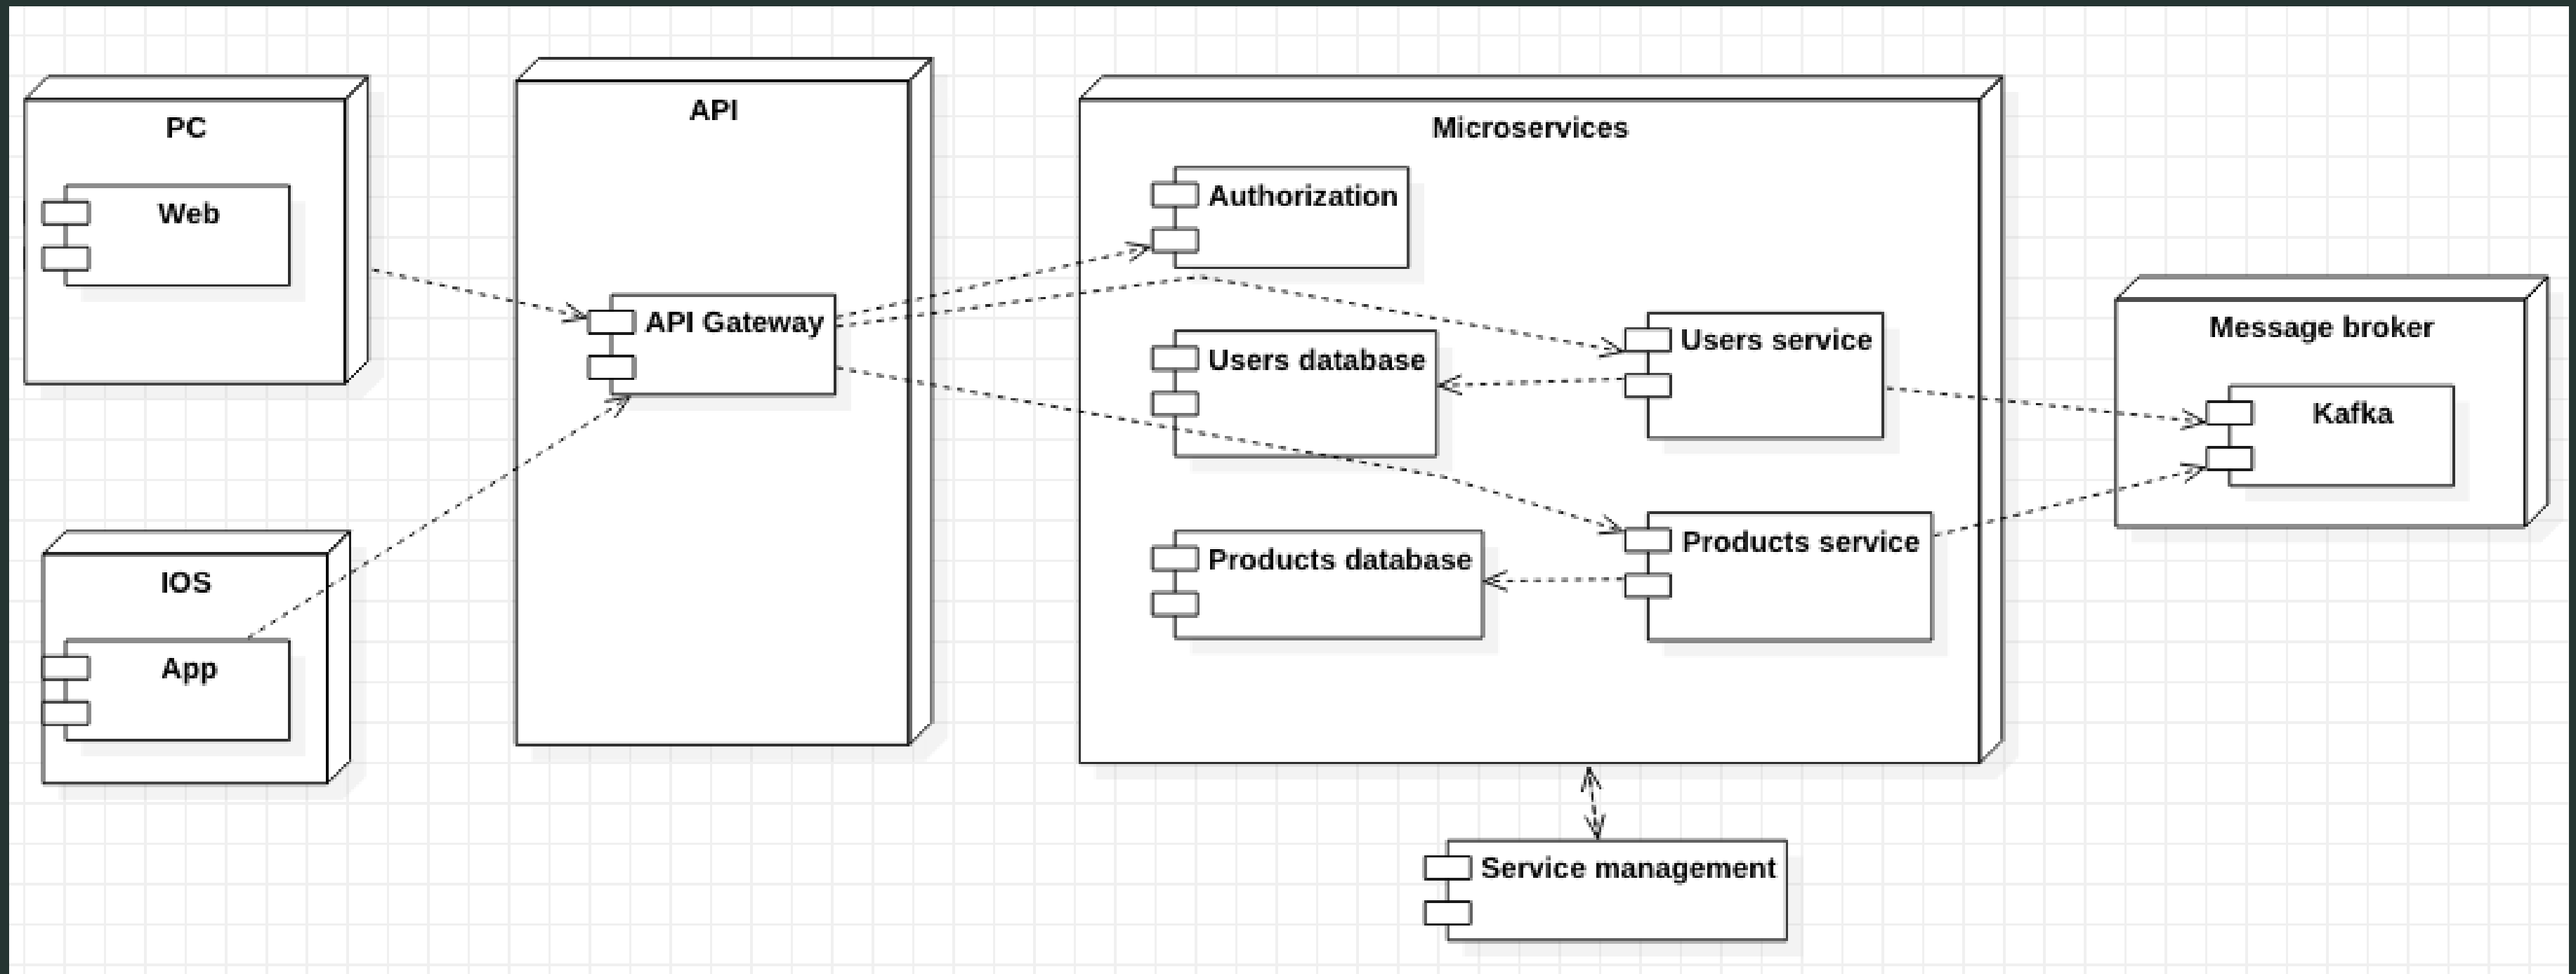 PC
Web
IOS
App
API
API Gateway
Microservices
Authorization
Users database
Users service
Products database
Products service
Message broker
Kafka
Service management